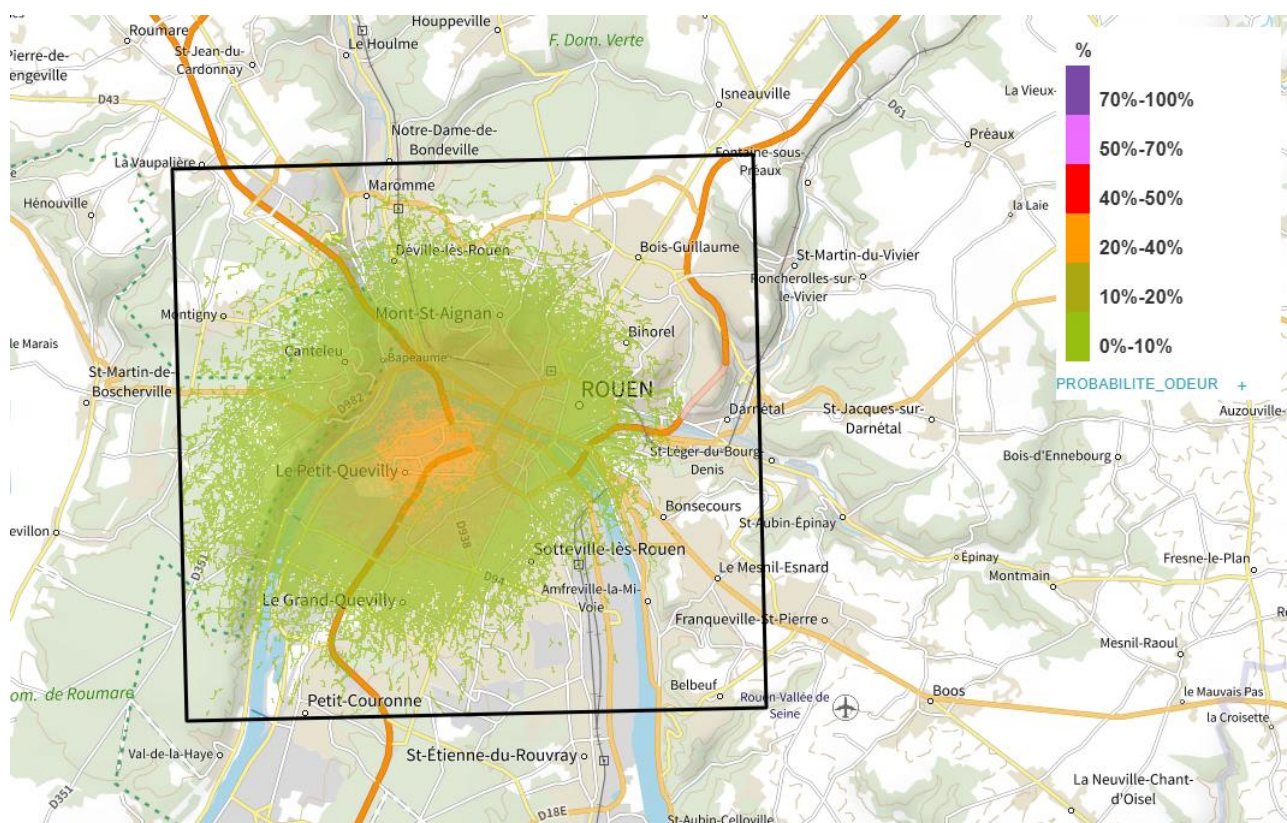 Roumare
Houppeville
Le Houlme
F. Dom. Verte
Pierre-de-
engeville
St-Jean-du-
Cardonnay
%
70%-100%
50%-70%
40%-50%
20%-40%
10%-20%
0%-10%
PROBABILITE_ODEUR +
Isneauville
D61
La Vieux-
D43
Préaux
Notre-Dame-de-
Bondeville
La Vaupalière
Fontaine-sous-
Préaux
Maromme
Hénouville
la Laie
Déville-lès-Rouen
Bois-Guillaume
St-Martin-du-Vivier
Roncherolles-sur-
le-Vivier
Montigny
Mont-St-Aignan
Bihorel
le Marais
Canteleu
Bapeaume
St-Martin-de-
Boscherville
ROUEN
D982
Darnétal
St-Jacques-sur-
Darnétal
Auzouville-
St-Léger-du-Bourg-
Denis
Bois-d'Ennebourg
Le Petit-Quevilly
Bonsecours
St-Aubin-Épinay
evillon
D938
Sotteville-lès-Rouen
Épinay
Fresne-le-Plan
D351
D94
Le Mesnil-Esnard
Montmain
Amfreville-la-Mi-
Voie
Le Grand-Quevilly
Franqueville-St-Pierre
Mesnil-Raoul
om. de Roumare
Petit-Couronne
Belbeuf
Rouen-Vallée de
Seine
Boos
le Mauvais Pas
la Croisette
Val-de-la-Haye
St-Étienne-du-Rouvray
D351
La Neuville-Chant-
d'Oisel
D18E
St-Aubin-Celloville